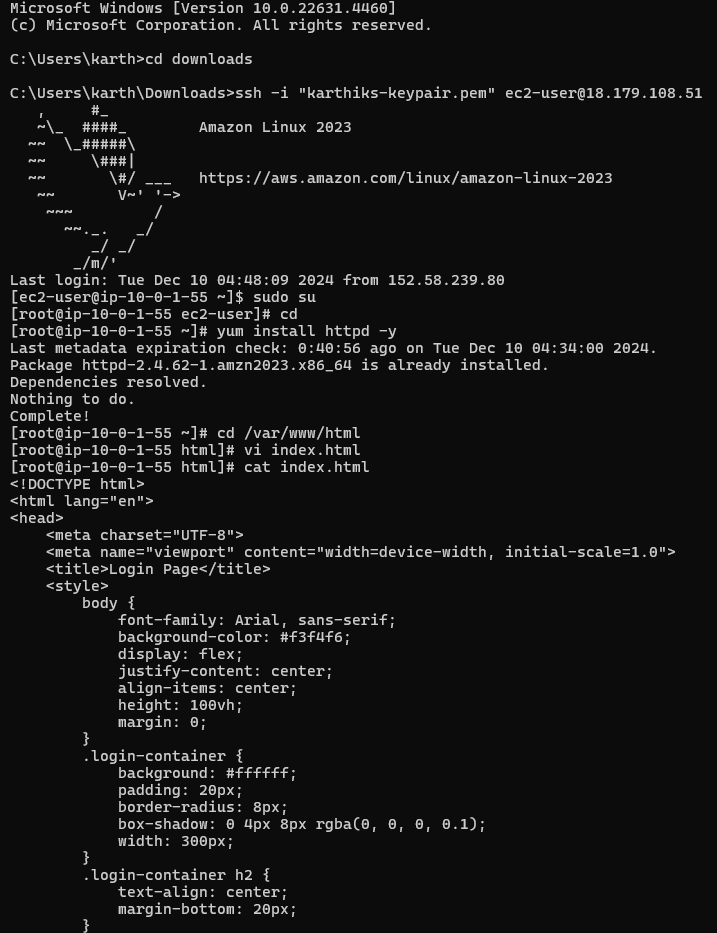 Microsoft Windows [Version 10.0.22631.4460]
(c) Microsoft Corporation. All rights reserved.

C:\Users\karth>cd downloads

C:\Users\karth\Downloads>ssh -i "karthiks-keypair.pem" ec2-user@18.179.108.51
   ,     #_
   ~\_  ####_        Amazon Linux 2023
  ~~  \_#####\
  ~~     \###|
  ~~       \#/ ___   https://aws.amazon.com/linux/amazon-linux-2023
   ~~       V~' '->
    ~~~         /
      ~~._.   _/
         _/ _/
       _/m/'
Last login: Tue Dec 10 04:48:09 2024 from 152.58.239.80
[ec2-user@ip-10-0-1-55 ~]$ sudo su
[root@ip-10-0-1-55 ec2-user]# cd
[root@ip-10-0-1-55 ~]# yum install httpd -y
Last metadata expiration check: 0:40:56 ago on Tue Dec 10 04:34:00 2024.
Package httpd-2.4.62-1.amzn2023.x86_64 is already installed.
Dependencies resolved.
Nothing to do.
Complete!
[root@ip-10-0-1-55 ~]# cd /var/www/html
[root@ip-10-0-1-55 html]# vi index.html
[root@ip-10-0-1-55 html]# cat index.html
<!DOCTYPE html>
<html lang="en">
<head>
    <meta charset="UTF-8">
    <meta name="viewport" content="width=device-width, initial-scale=1.0">
    <title>Login Page</title>
    <style>
        body {
            font-family: Arial, sans-serif;
            background-color: #f3f4f6;
            display: flex;
            justify-content: center;
            align-items: center;
            height: 100vh;
            margin: 0;
        }
        .login-container {
            background: #ffffff;
            padding: 20px;
            border-radius: 8px;
            box-shadow: 0 4px 8px rgba(0, 0, 0, 0.1);
            width: 300px;
        }
        .login-container h2 {
            text-align: center;
            margin-bottom: 20px;
        }